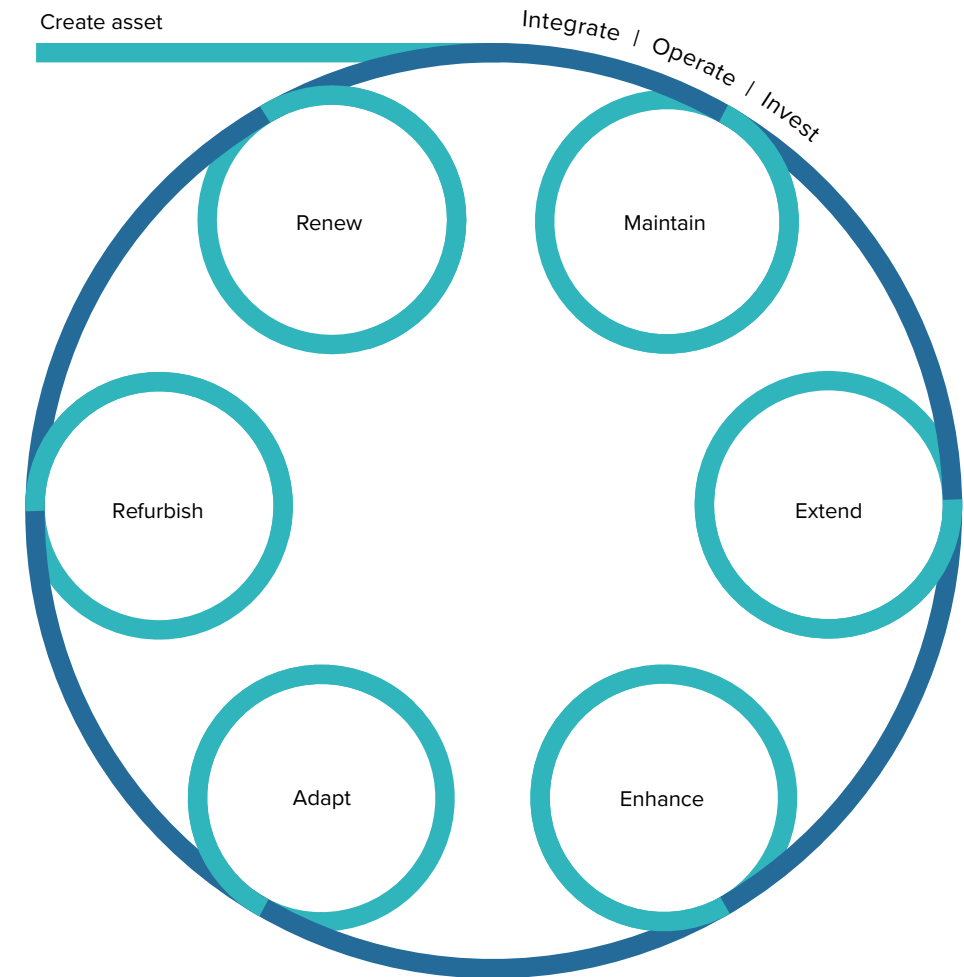 Create asset
Integrate | Operate | Invest
Renew
Maintain
Refurbish
Extend
Adapt
Enhance